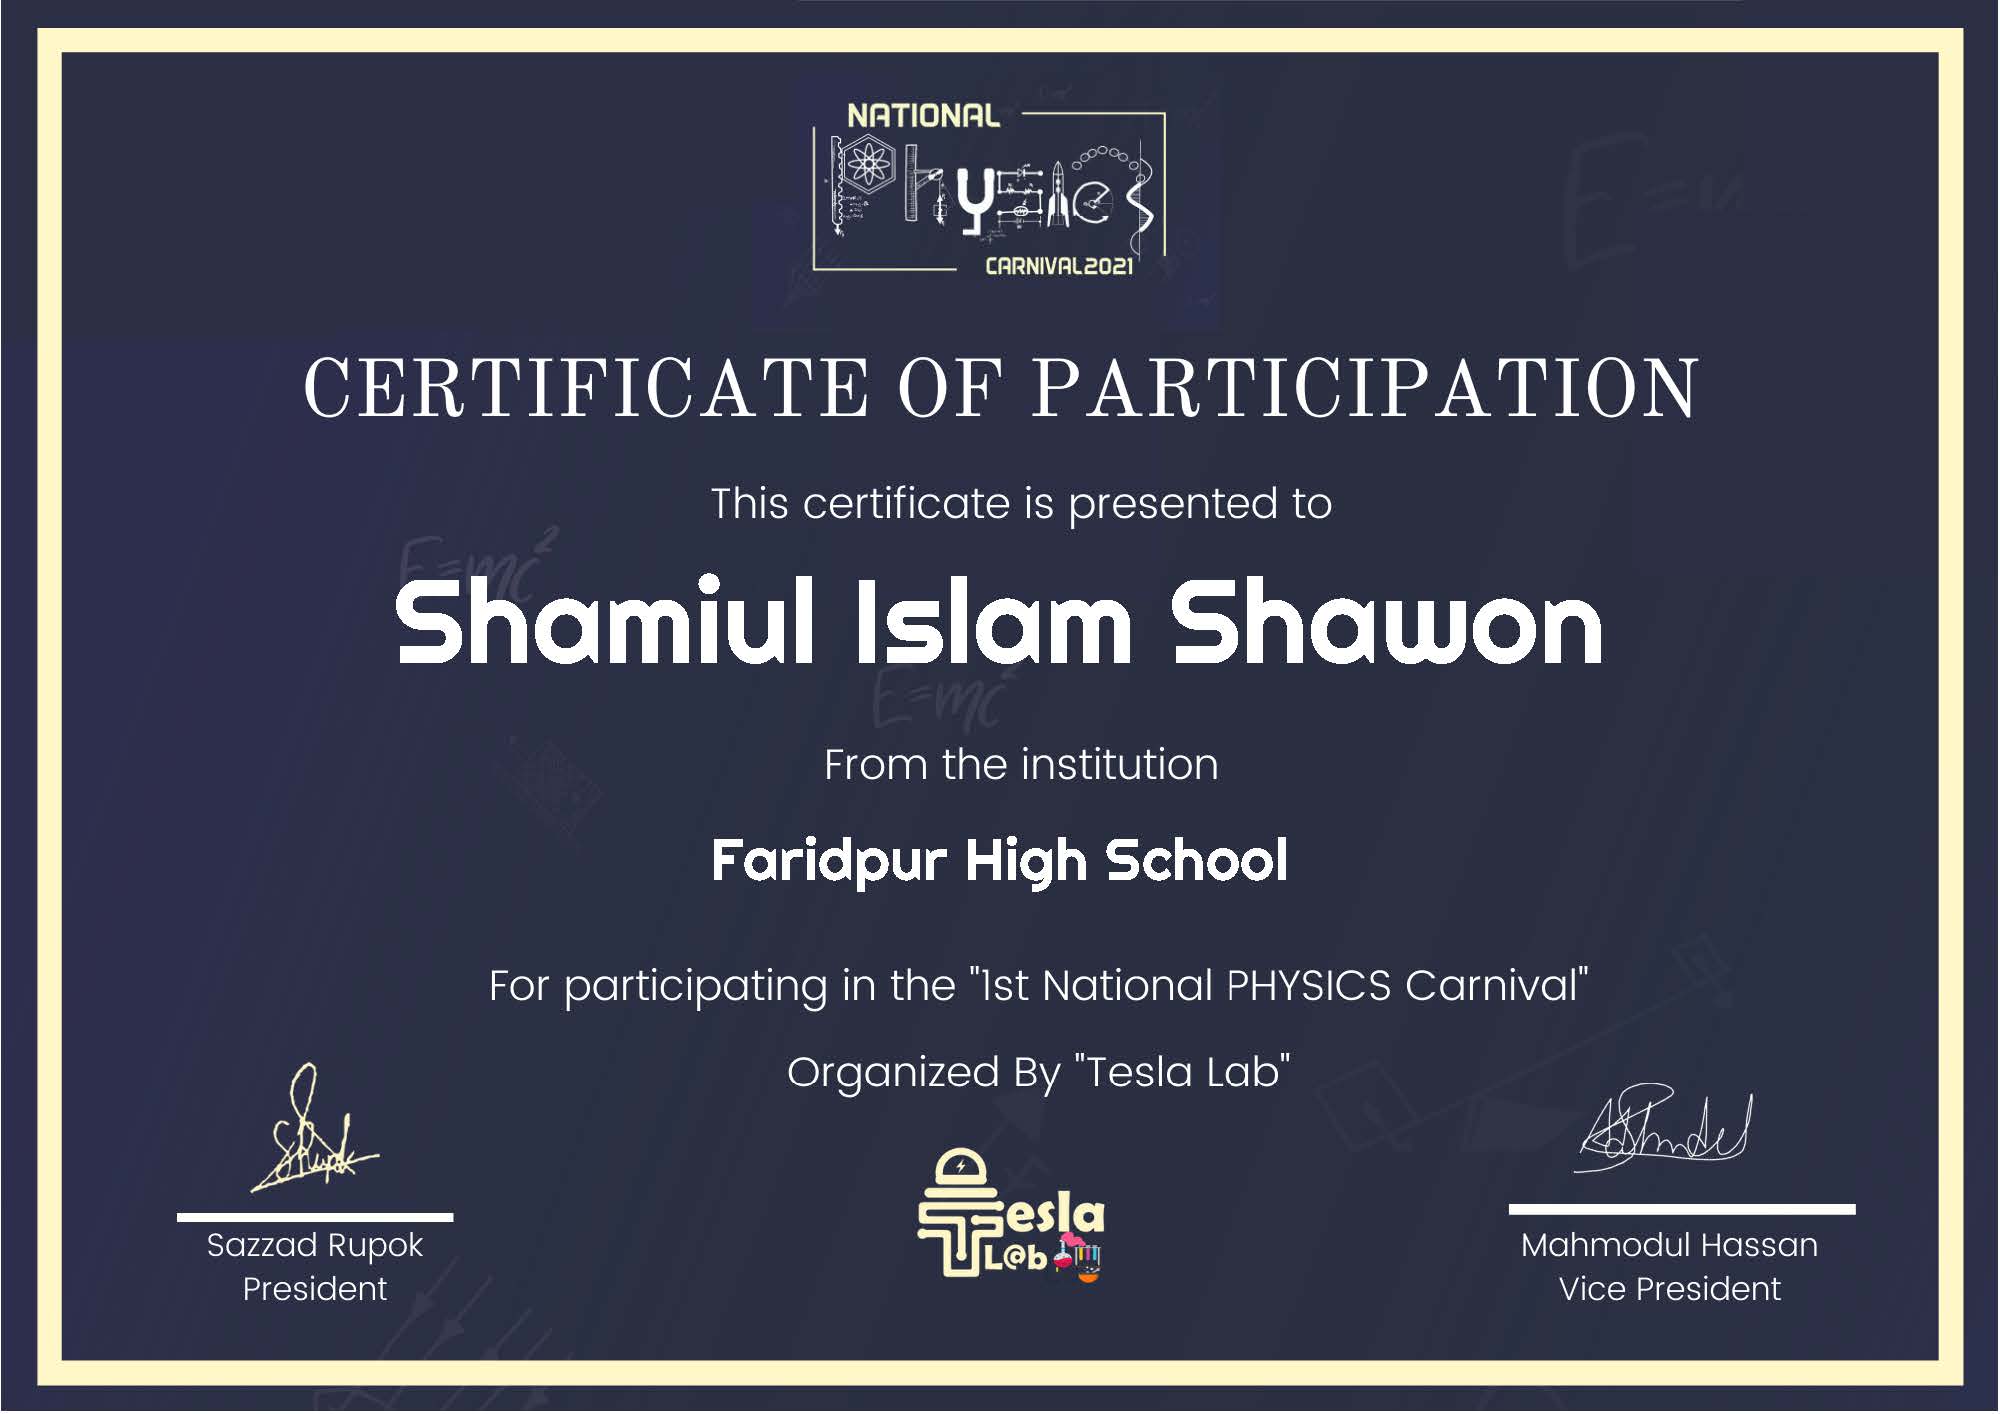 NATIONAL
Physics
CARNIVAL2021
CERTIFICATE OF PARTICIPATION
This certificate is presented to
E=mc²
Shamiul Islam Shawon
E=mc²
From the institution
Faridpur High School
For participating in the "1st National PHYSICS Carnival"
Organized By "Tesla Lab"
Tesla
L@b
Sazzad Rupok
President
Mahmodul Hassan
Vice President